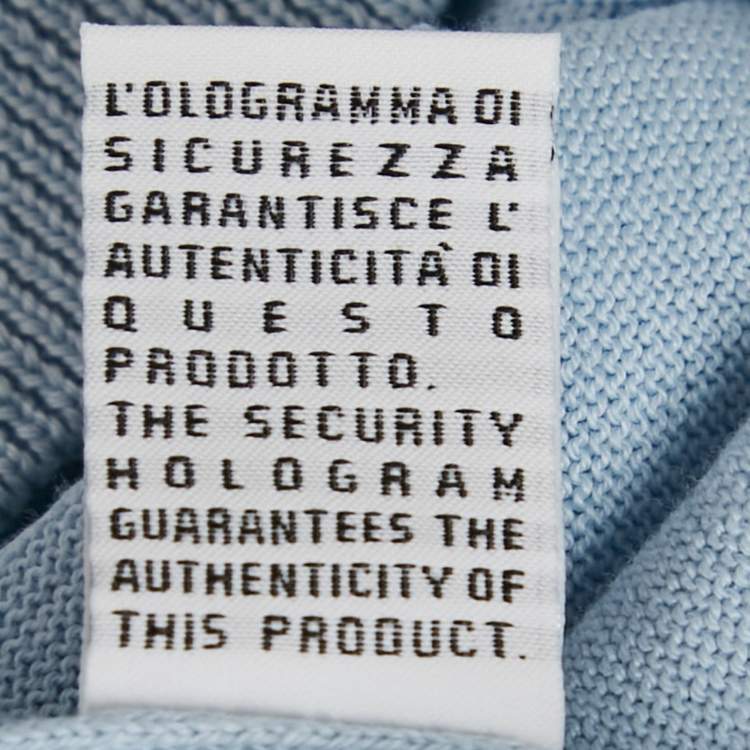 L'OLOGRAMMA DI
SICUREZZA
GARANTISCE L'
AUTENTICITÀ DI
QUESTO
PRODOTTO.
THE SECURITY
HOLOGRAM
GUARANTEES THE
AUTHENTICITY OF
THIS PRODUCT.